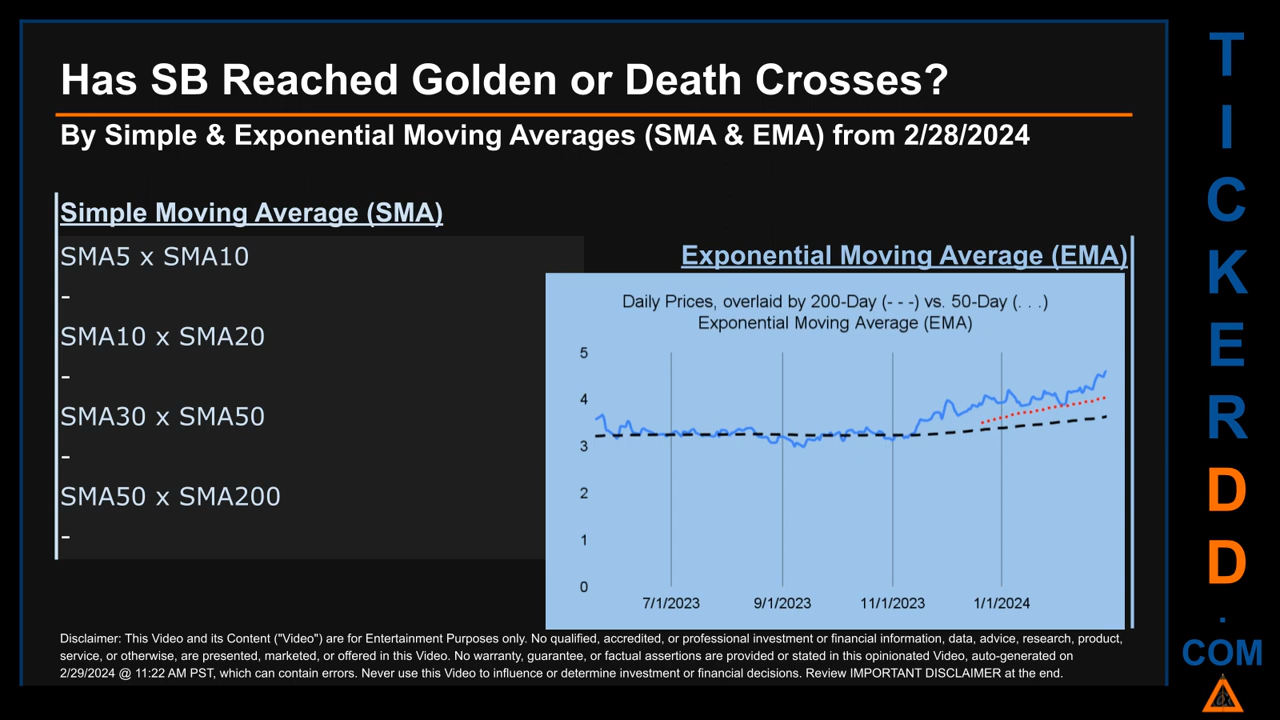 Has SB Reached Golden or Death Crosses?
By Simple & Exponential Moving Averages (SMA & EMA) from 2/28/2024
Simple Moving Average (SMA)
SMA5 x SMA10
-
SMA10 x SMA20
-
SMA30 x SMA50
-
SMA50 x SMA200
-
Exponential Moving Average (EMA)
Daily Prices, overlaid by 200-Day (- - -) vs. 50-Day (. . .)
Exponential Moving Average (EMA)
5
4
3
2
1
0
7/1/2023
9/1/2023
11/1/2023
1/1/2024
Disclaimer: This Video and its Content ("Video") are for Entertainment Purposes only. No qualified, accredited, or professional investment or financial information, data, advice, research, product,
service, or otherwise, are presented, marketed, or offered in this Video. No warranty, guarantee, or factual assertions are provided or stated in this opinionated Video, auto-generated on
2/29/2024 @ 11:22 AM PST, which can contain errors. Never use this Video to influence or determine investment or financial decisions. Review IMPORTANT DISCLAIMER at the end.
T
I
C
K
E
R
D
D
.
COM